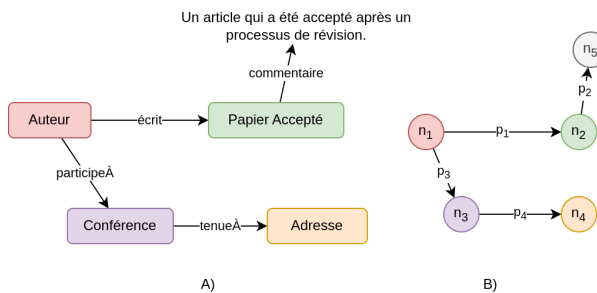 Un article qui a été accepté après un
processus de révision.
commentaire
Auteur
écrit
Papier Accepté
participeÀ
Conférence
tenueÀ
Adresse
A)
n5
p2
n1
p1
n2
p3
n3
p4
n4
B)